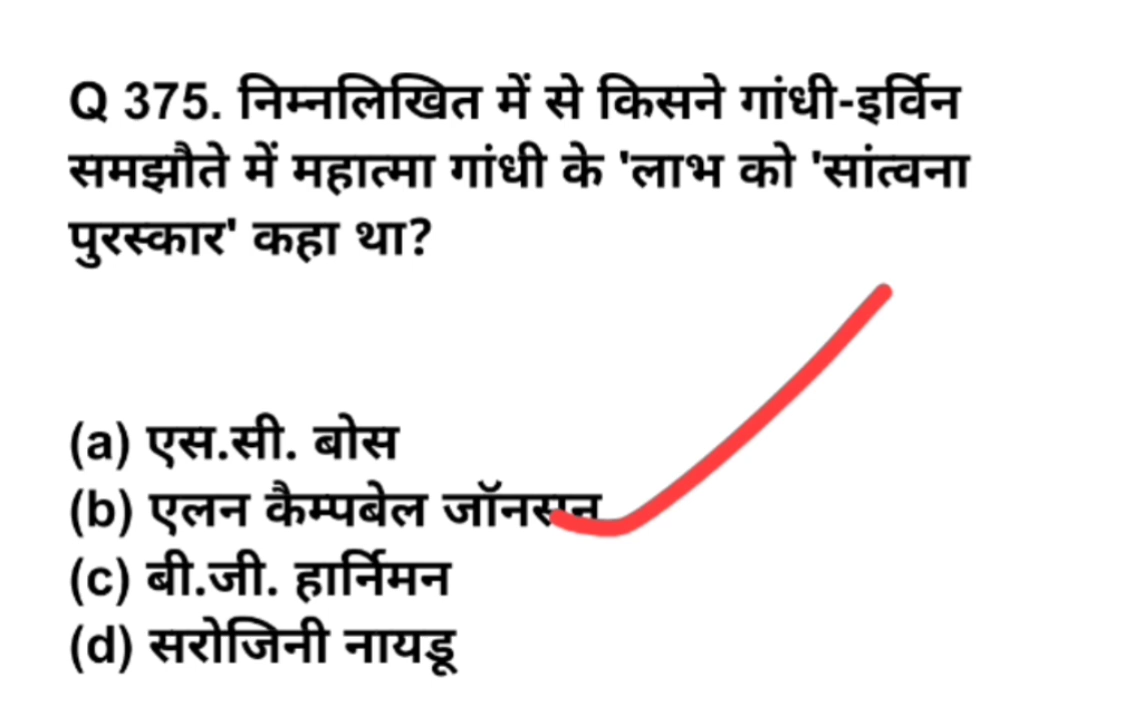 Q 375. निम्नलिखित में से किसने गांधी-इर्विन
समझौते में महात्मा गांधी के 'लाभ को 'सांत्वना
पुरस्कार' कहा था?
(a) एस.सी. बोस
(b) एलन कैम्पबेल जॉनसन
(c) बी.जी. हार्निमन
(d) सरोजिनी नायडू